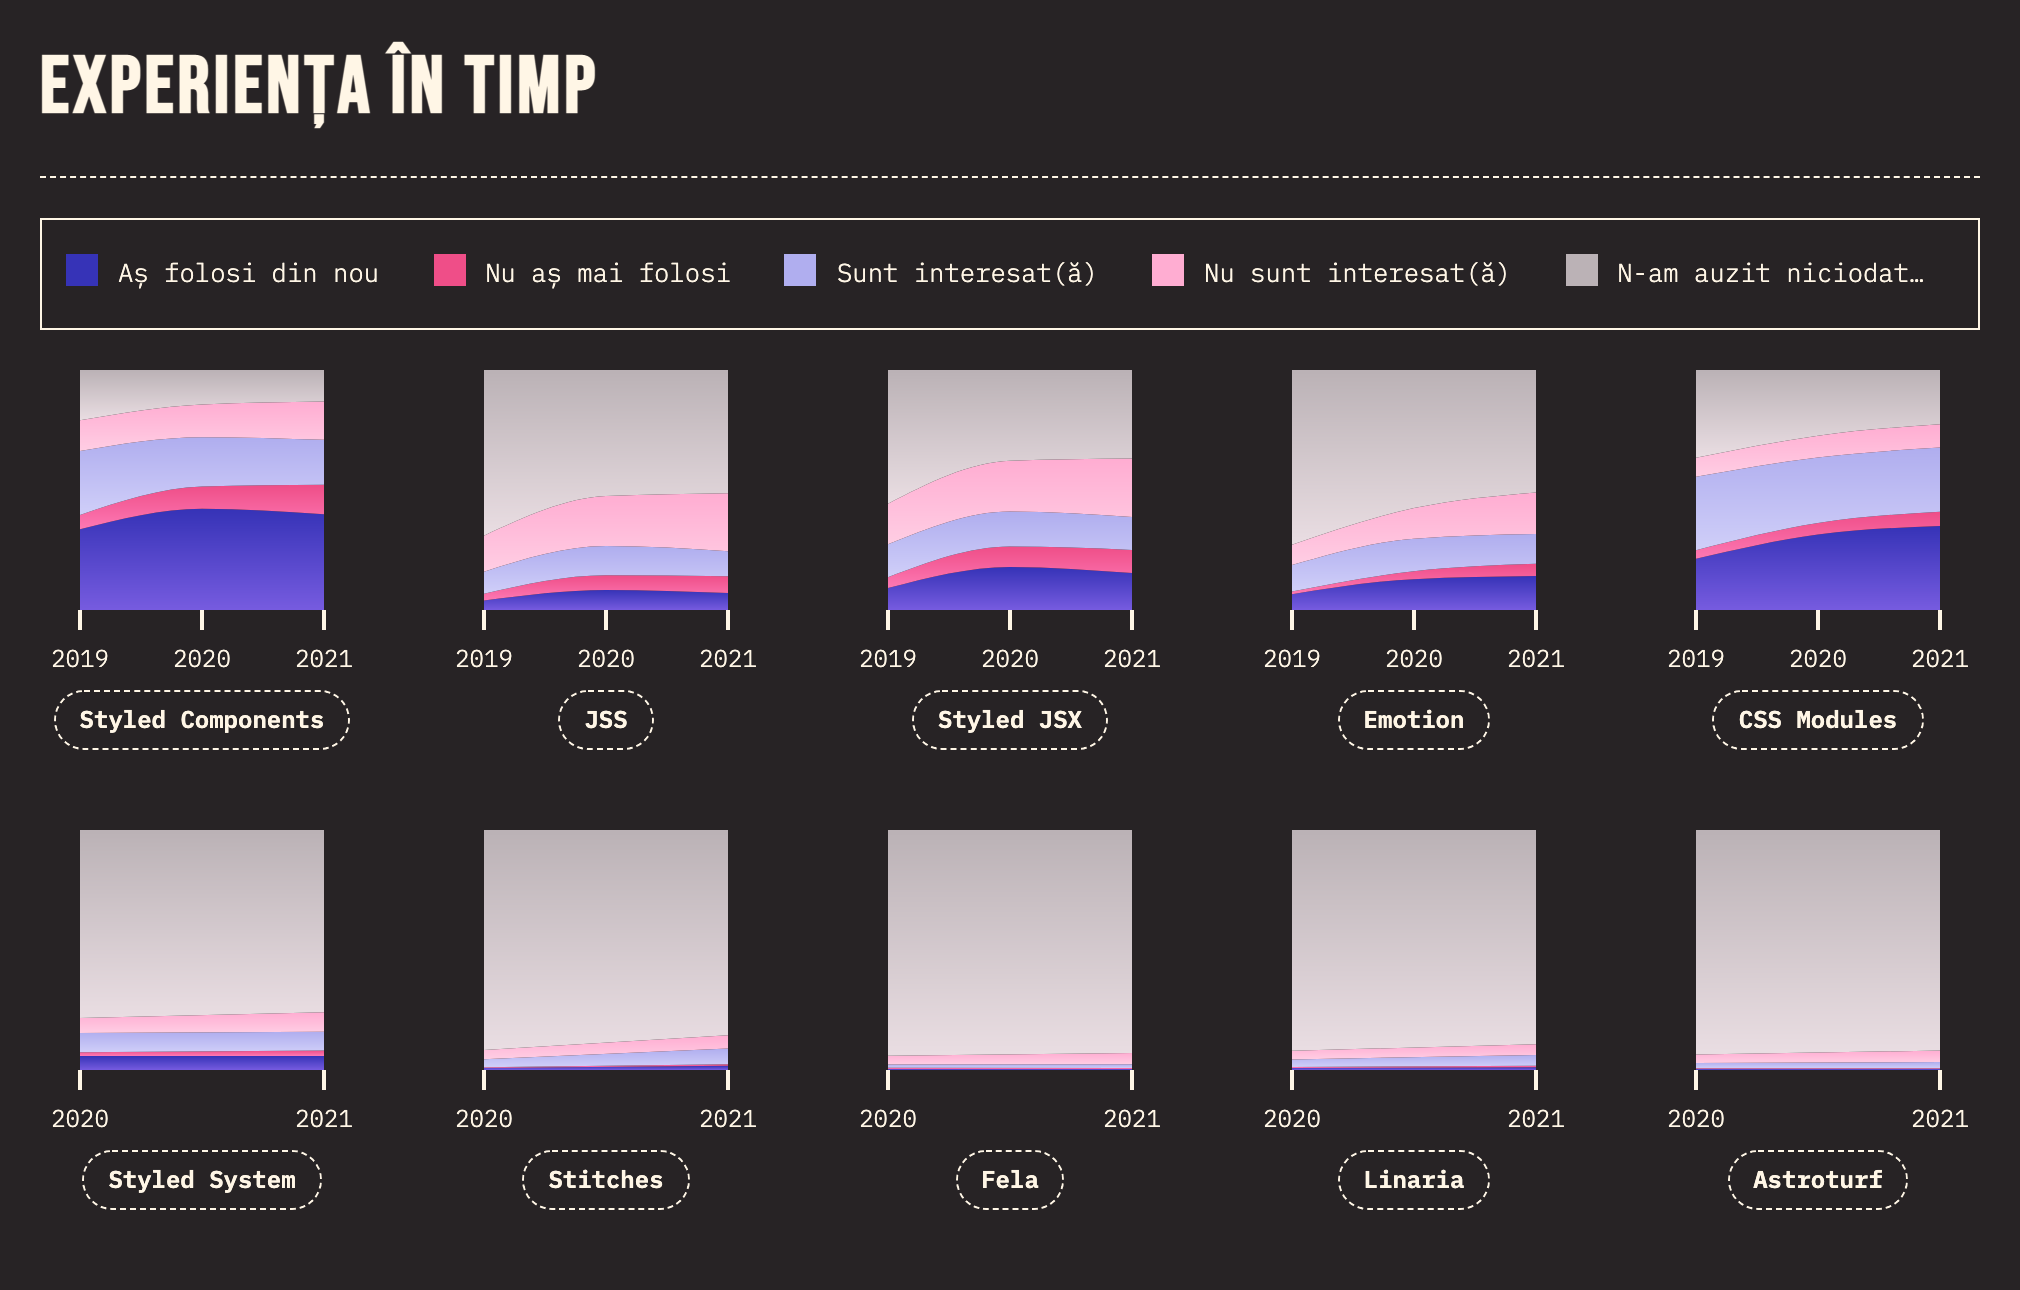 EXPERIENȚA ÎN TIMP
Aș folosi din nou Nu aș mai folosi Sunt interesat(ă) Nu sunt interesat(ă) N-am auzit niciodat…
2019 2020 2021 2019 2020 2021 2019 2020 2021 2019 2020 2021 2019 2020 2021
Styled Components JSS Styled JSX Emotion CSS Modules
2020 2021 2020 2021 2020 2021 2020 2021 2020 2021
Styled System Stitches Fela Linaria Astroturf